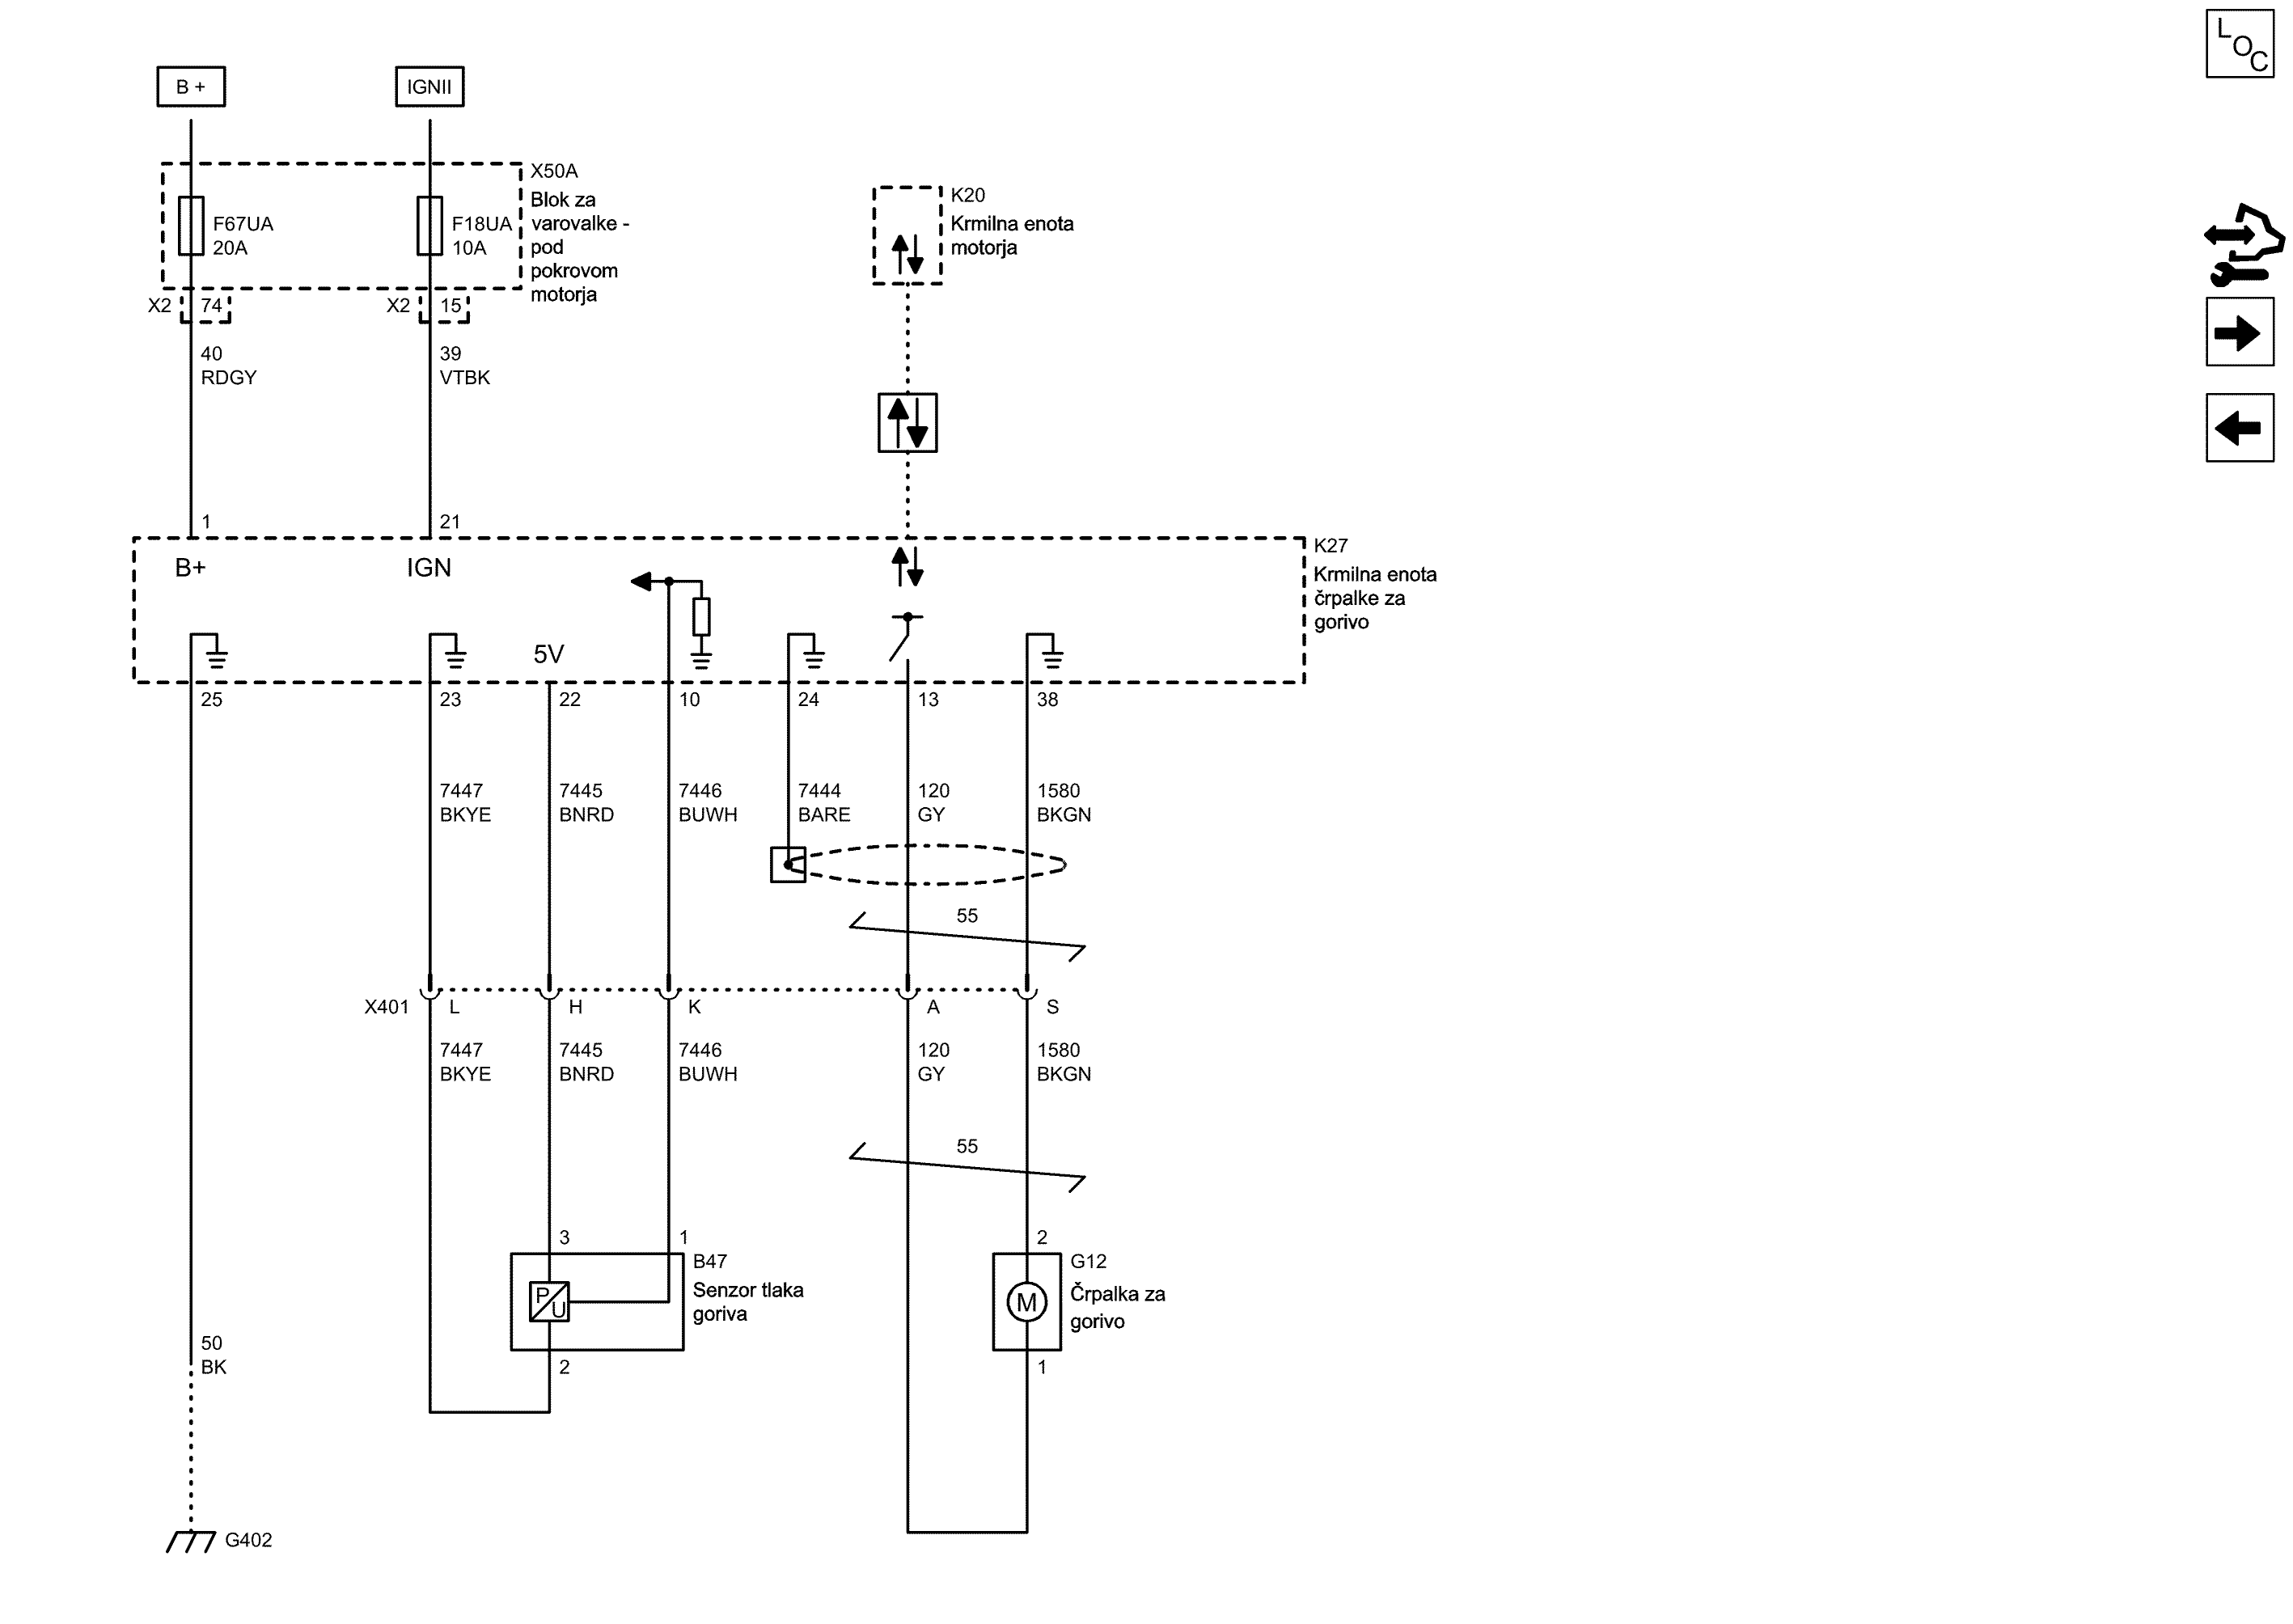 L O C
B +
IGNII
X50A
Blok za
varovalke -
pod
pokrovom
motorja
F67UA
20A
F18UA
10A
K20
Krmilna enota
motorja
X2
74
X2
15
40
RDGY
39
VTBK
1
21
B+
IGN
K27
Krmilna enota
črpalke za
gorivo
5V
25
23
22
10
24
13
38
7447
BKYE
7445
BNRD
7446
BUWH
7444
BARE
120
GY
1580
BKGN
55
X401
L
H
K
A
S
7447
BKYE
7445
BNRD
7446
BUWH
120
GY
1580
BKGN
55
3
1
B47
Senzor tlaka
goriva
P
U
2
2
G12
Črpalka za
gorivo
M
1
50
BK
G402